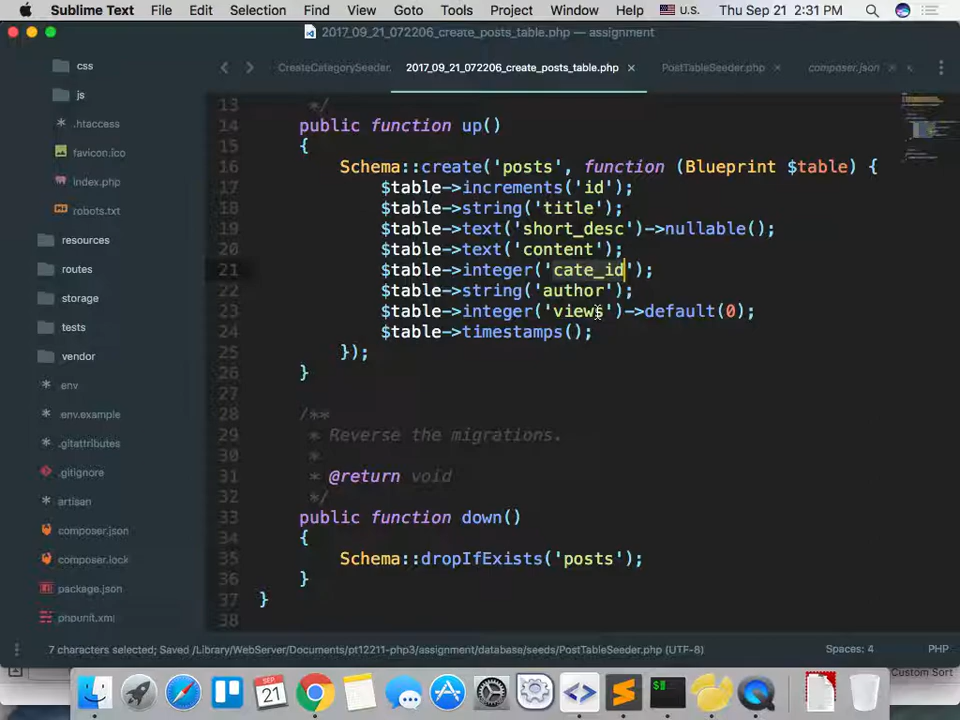 Sublime Text File Edit Selection Find View Goto Tools Project Window Help U.S. Thu Sep 21 2:31 PM
2017_09_21_072206_create_posts_table.php — assignment
CreateCatagorySeeder. 2017_09_21_072206_create_posts_table.php × PostTableSeeder.php × composer.json ×
css
js
.htaccess
favicon.ico
index.php
robots.txt
resources
routes
storage
tests
vendor
.env
.env.example
.gitattributes
.gitignore
artisan
composer.json
composer.lock
package.json
phpunit.xml
13 */
14 public function up()
15 {
16 Schema::create('posts', function (Blueprint $table) {
17 $table->increments('id');
18 $table->string('title');
19 $table->text('short_desc')->nullable();
20 $table->text('content');
21 $table->integer('cate_id');
22 $table->string('author');
23 $table->integer('views')->default(0);
24 $table->timestamps();
25 });
26 }
27
28 /**
29 * Reverse the migrations.
30 *
31 * @return void
32 */
33 public function down()
34 {
35 Schema::dropIfExists('posts');
36 }
37 }
38
7 characters selected; Saved /Library/WebServer/Documents/pt12211-php3/assignment/database/seeds/PostTableSeeder.php (UTF-8) Spaces: 4 PHP
Custom Sort
SEP
21